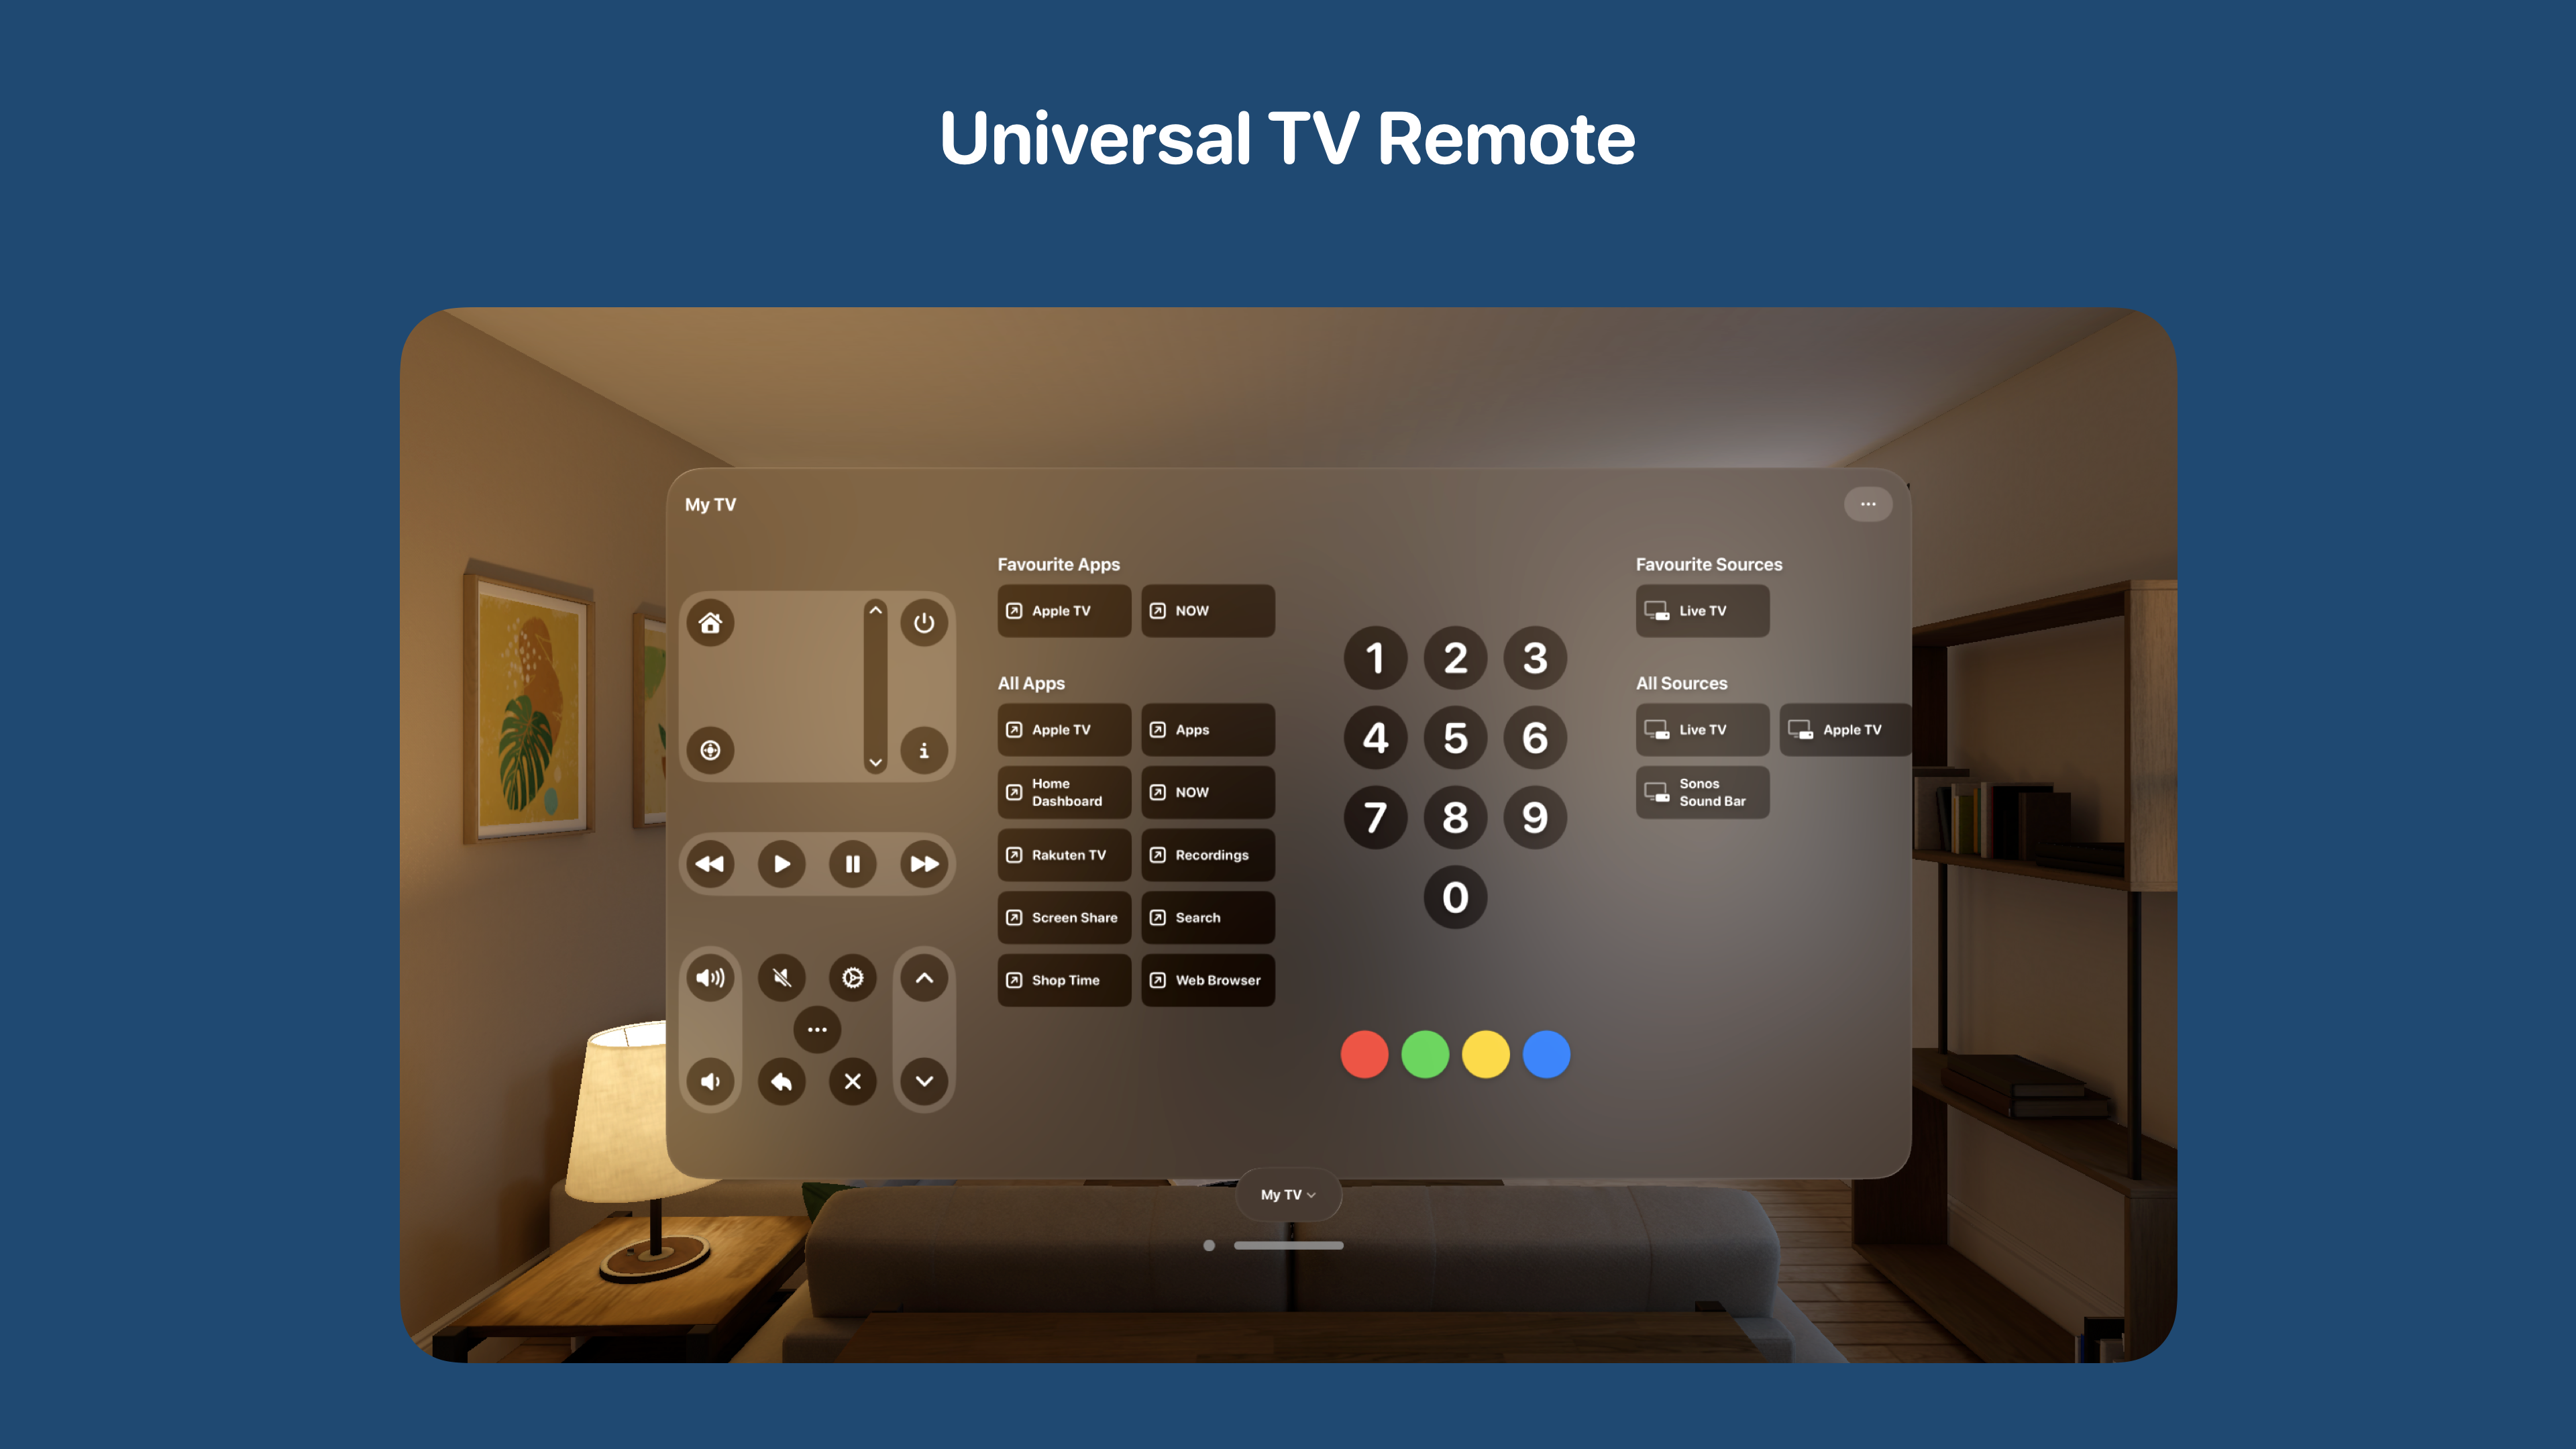 Universal TV Remote
My TV
Favourite Apps
Apple TV
NOW
All Apps
Apple TV
Apps
Home
Dashboard
NOW
Rakuten TV
Recordings
Screen Share
Search
Shop Time
Web Browser
1 2 3
4 5 6
7 8 9
0
Favourite Sources
Live TV
All Sources
Live TV
Apple TV
Sonos
Sound Bar
My TV